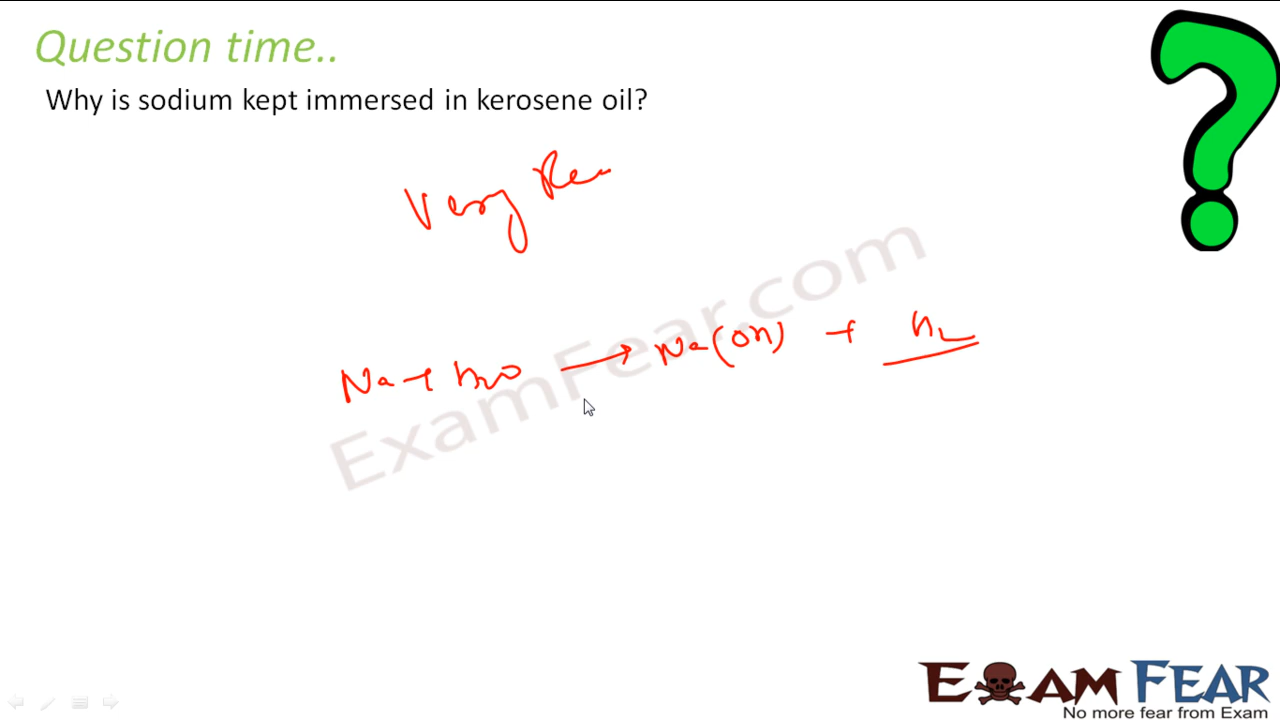 Question time..
Why is sodium kept immersed in kerosene oil?
Very Rea
Na + H2O → Na(OH) + H2
ExamFear.com
EXAM FEAR
No more fear from Exam